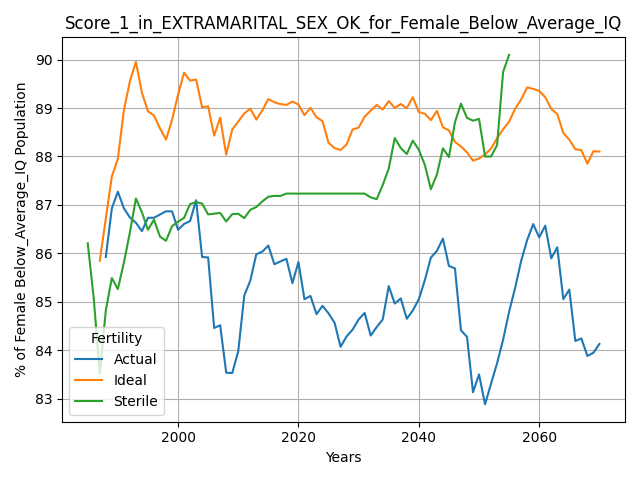 Score_1_in_EXTRAMARITAL_SEX_OK_for_Female_Below_Average_IQ
% of Female Below_Average_IQ Population
90
89
88
87
86
85
84
83
Fertility
Actual
Ideal
Sterile
2000
2020
2040
2060
Years